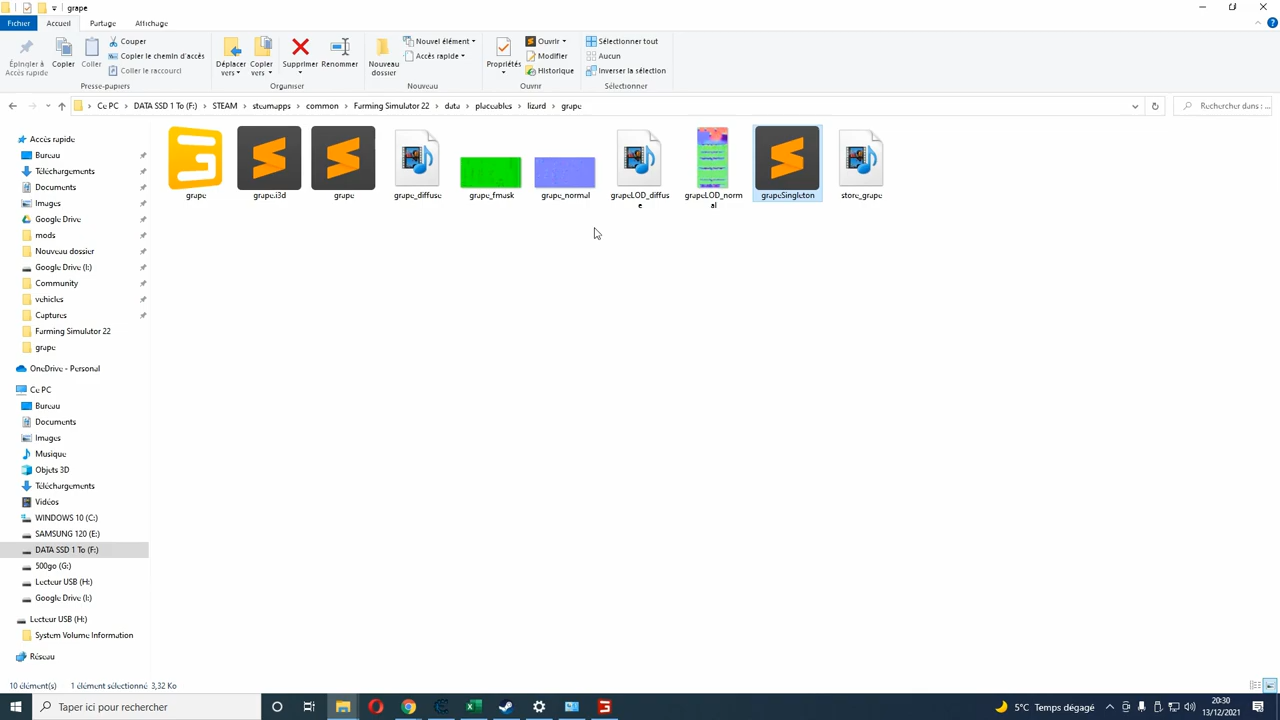 grape
Fichier Accueil Partage Affichage
Épingler à Accès rapide
Copier
Coller
Couper
Copier le chemin d'accès
Coller le raccourci
Presse-papiers
Déplacer vers
Copier vers
Supprimer
Renommer
Organiser
Nouveau dossier
Nouvel élément
Accès rapide
Nouveau
Propriétés
Ouvrir
Modifier
Historique
Ouvrir
Sélectionner tout
Aucun
Inverser la sélection
Sélectionner
Ce PC > DATA SSD 1 To (F:) > STEAM > steamapps > common > Farming Simulator 22 > data > placeables > lizard > grape
Rechercher dans : ...
Accès rapide
Bureau
Téléchargements
Documents
Images
Google Drive
mods
Nouveau dossier
Google Drive (I:)
Community
vehicles
Captures
Farming Simulator 22
grape
OneDrive - Personal
Ce PC
Bureau
Documents
Images
Musique
Objets 3D
Téléchargements
Vidéos
WINDOWS 10 (C:)
SAMSUNG 120 (E:)
DATA SSD 1 To (F:)
500go (G:)
Lecteur USB (H:)
Google Drive (I:)
Lecteur USB (H:)
System Volume Information
Réseau
grape
grape.i3d
grape
grape_diffuse
grape_fmask
grape_normal
grapeLOD_diffus
e
grapeLOD_norm
al
grapeSingleton
store_grape
10 élément(s) 1 élément sélectionné 3,32 Ko
Taper ici pour rechercher
5°C Temps dégagé
20:30
13/12/2021